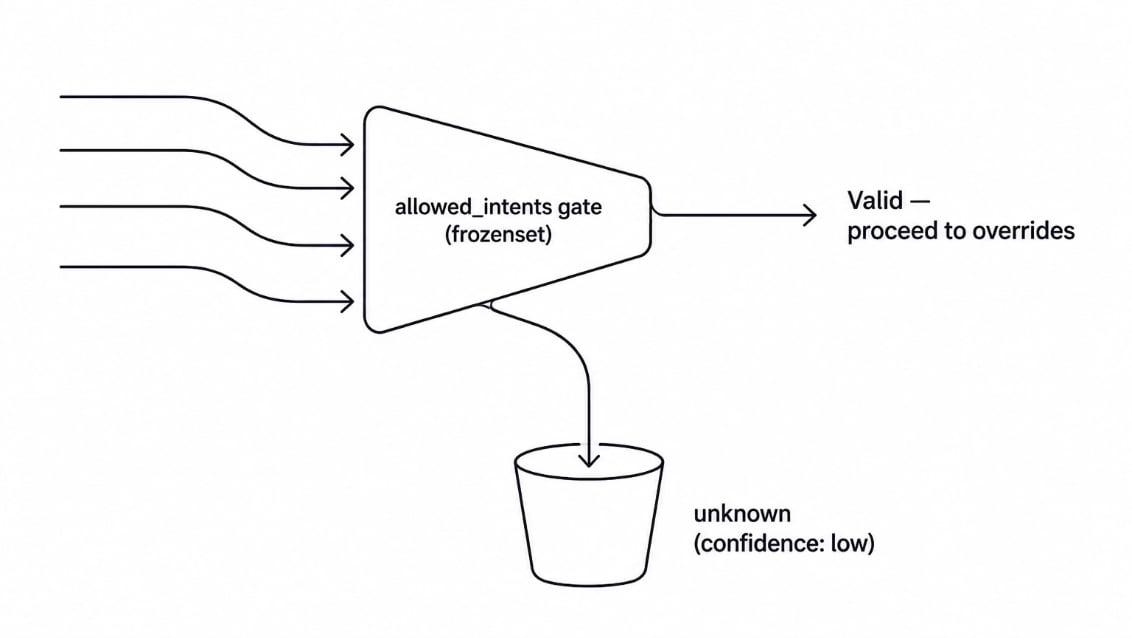 allowed_intents gate
(frozenset)
Valid —
proceed to overrides
unknown
(confidence: low)